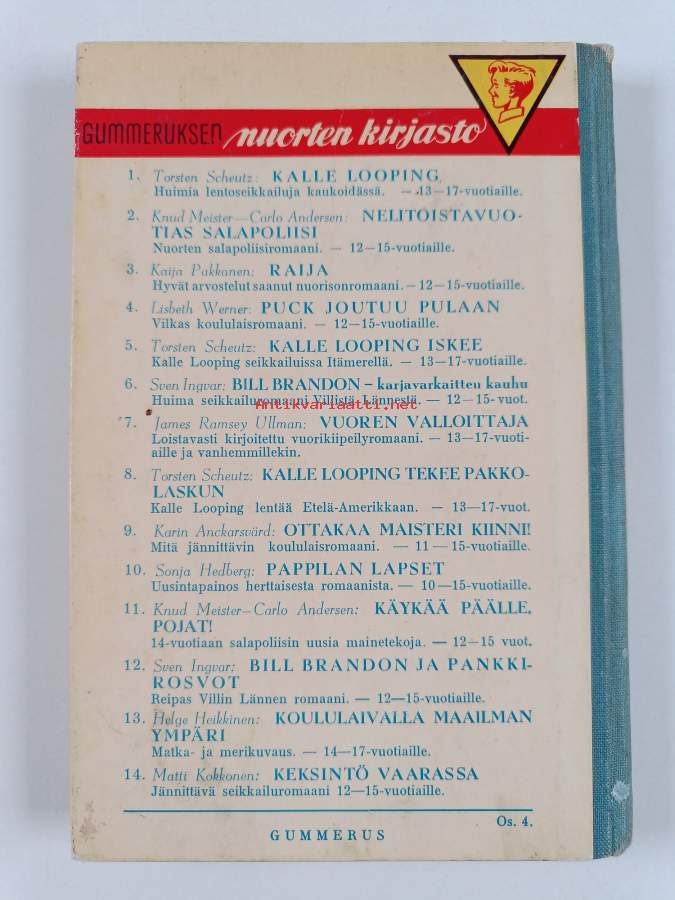 GUMMERUKSEN nuorten kirjasto
1. Torsten Scheutz: KALLE LOOPING
Huimia lentoseikkailuja kaukoidässä. — 13—17-vuotiaille.
2. Knud Meister—Carlo Andersen: NELITOISTAVUO-
TIAS SALAPOLIISI
Nuorten salapoliisiromaani. — 12—15-vuotiaille.
3. Kaija Pakkanen: RAIJA
Hyvät arvostelut saanut nuorisonromaani. — 12—15-vuotiaille.
4. Lisbeth Werner: PUCK JOUTUU PULAAN
Vilkas koululaisromaani. — 12—15-vuotiaille.
5. Torsten Scheutz: KALLE LOOPING ISKEE
Kalle Looping seikkailuissa Itämerellä. — 13—17-vuotiaille.
6. Sven Ingvar: BILL BRANDON — karjavarkaitten kauhu
Huima seikkailuromaani Villistä Lännestä. — 12—15-vuot.
Antikvariaatti.net
7. James Ramsey Ullman: VUOREN VALLOITTAJA
Loistavasti kirjoitettu vuorikiipeilyromaani. — 13—17-vuoti-
aille ja vanhemmillekin.
8. Torsten Scheutz: KALLE LOOPING TEKEE PAKKO-
LASKUN
Kalle Looping lentää Etelä-Amerikkaan. — 13—17-vuot.
9. Karin Anckarsvärd: OTTAKAA MAISTERI KIINNI!
Mitä jännittävin koululaisromaani. — 11—15-vuotiaille.
10. Sonja Hedberg: PAPPILAN LAPSET
Uusintapainos herttaisesta romaanista. — 10—15-vuotiaille.
11. Knud Meister—Carlo Andersen: KÄYKÄÄ PÄÄLLE,
POJAT!
14-vuotiaan salapoliisin uusia mainetekoja. — 12—15 vuot.
12. Sven Ingvar: BILL BRANDON JA PANKKI-
ROSVOT
Reipas Villin Lännen romaani. — 12—15-vuotiaille.
13. Helge Heikkinen: KOULULAIVALLA MAAILMAN
YMPÄRI
Matka- ja merikuvaus. — 14—17-vuotiaille.
14. Matti Kokkonen: KEKSINTÖ VAARASSA
Jännittävä seikkailuromaani 12—15-vuotiaille.
Os. 4.
GUMMERUS